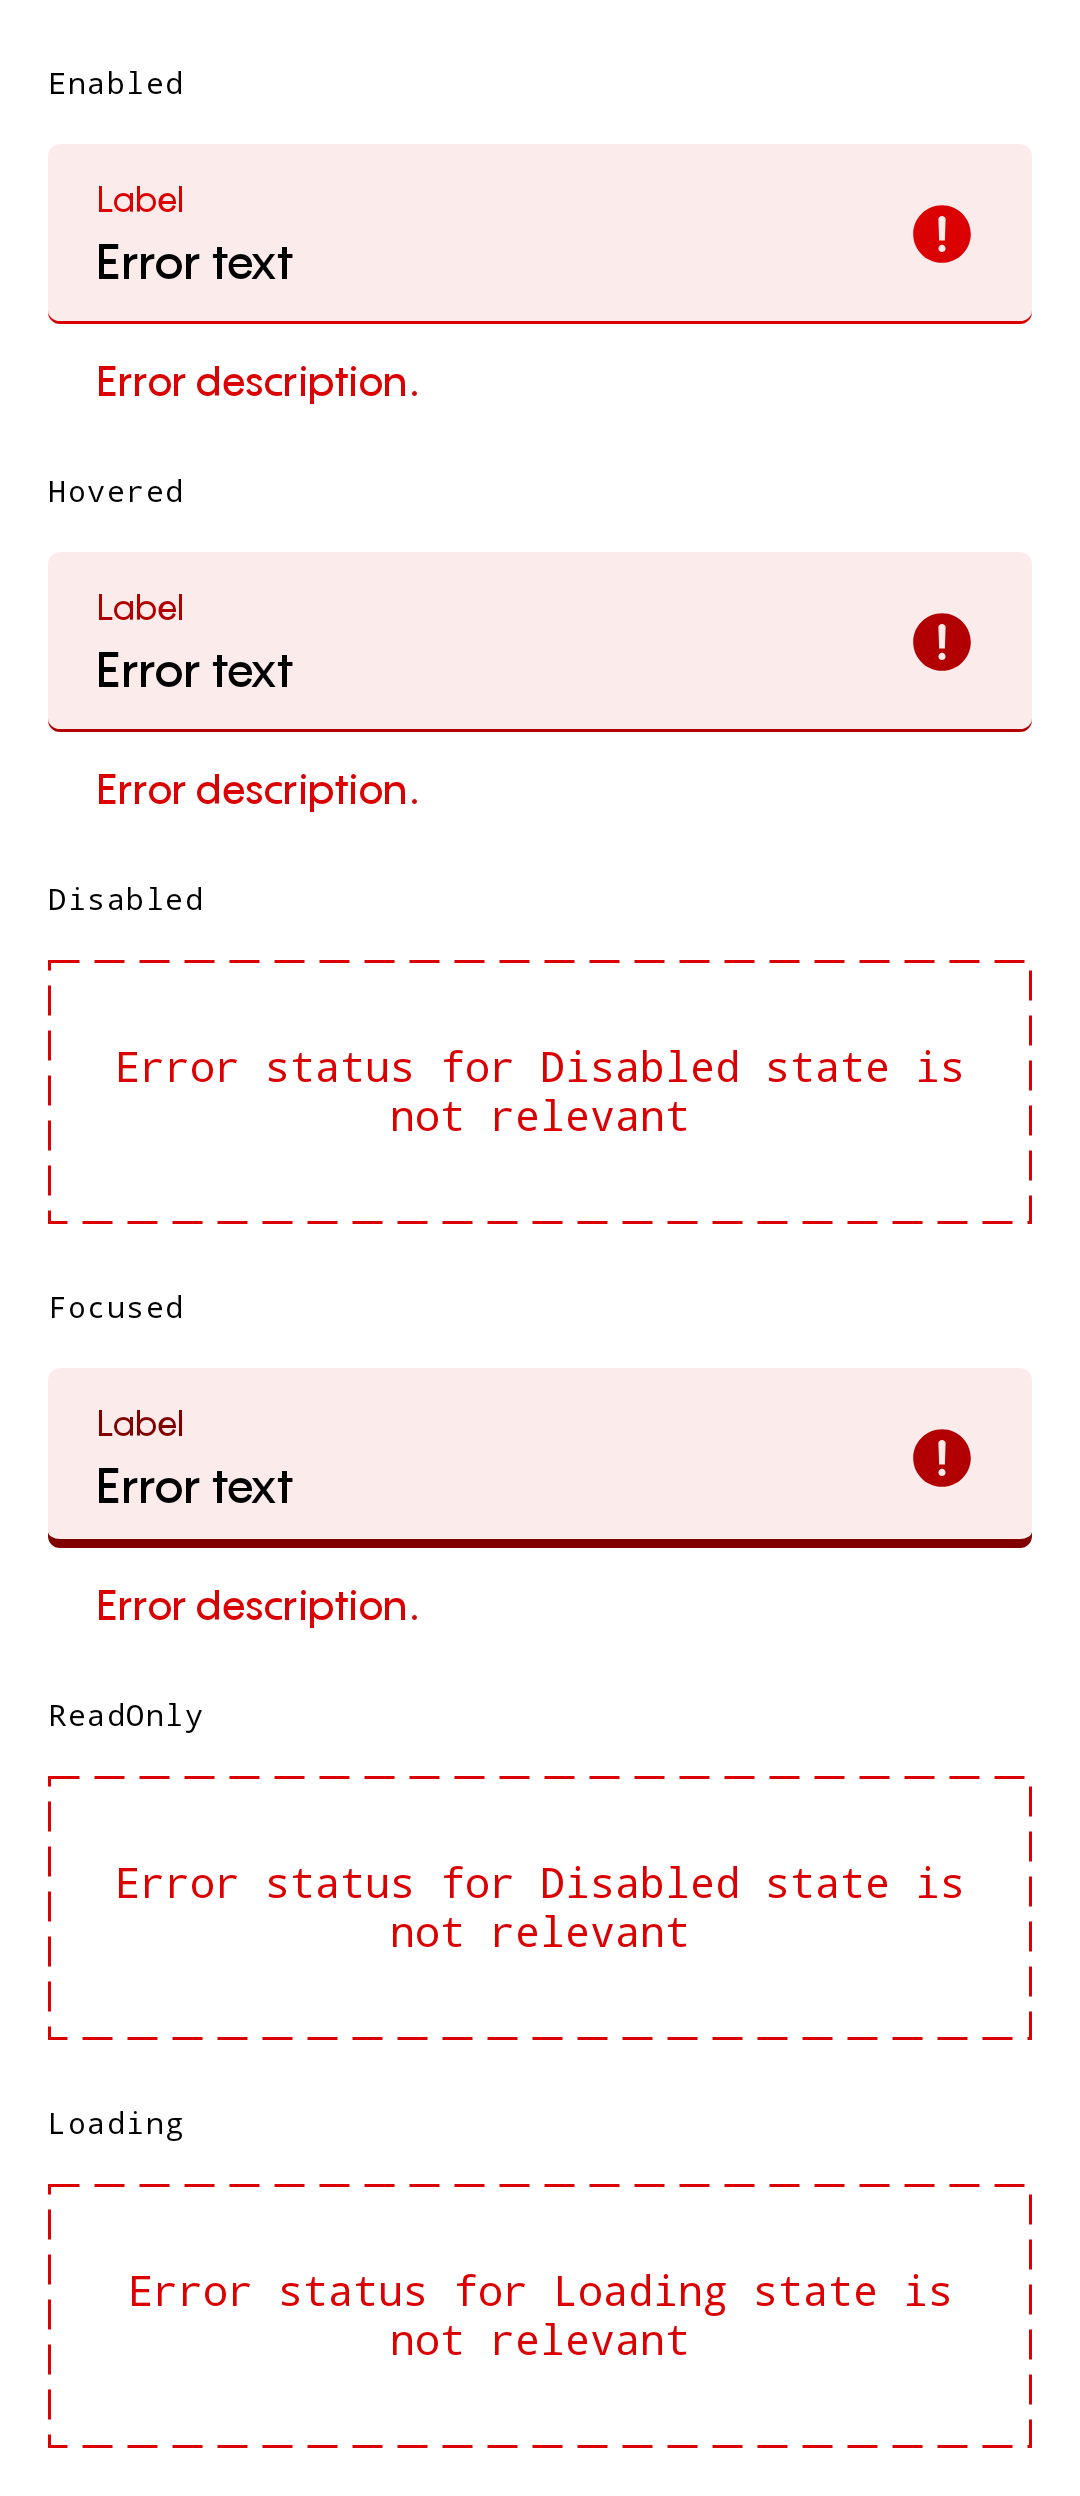 Enabled
Label
Error text
Error description.
Hovered
Label
Error text
Error description.
Disabled
Error status for Disabled state is
not relevant
Focused
Label
Error text
Error description.
ReadOnly
Error status for Disabled state is
not relevant
Loading
Error status for Loading state is
not relevant